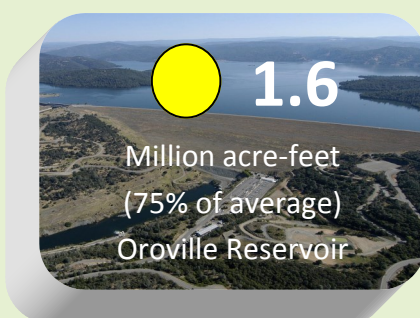 1.6
Million acre-feet
(75% of average)
Oroville Reservoir